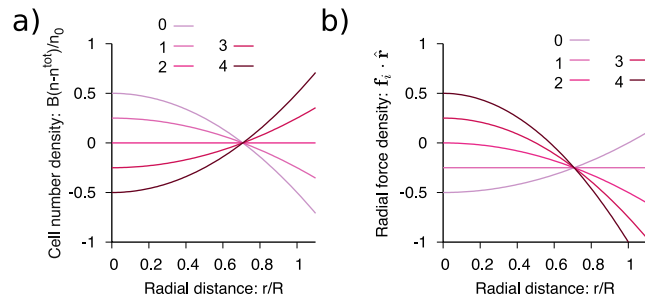 a)
0
1
2
3
4
1
0.5
0
-0.5
-1
0 0.2 0.4 0.6 0.8 1
Cell number density: B(n-n^tot)/n_0
Radial distance: r/R
b)
0
1
2
3
4
1
0.5
0
-0.5
-1
0 0.2 0.4 0.6 0.8 1
Radial force density: f_i · r̂
Radial distance: r/R